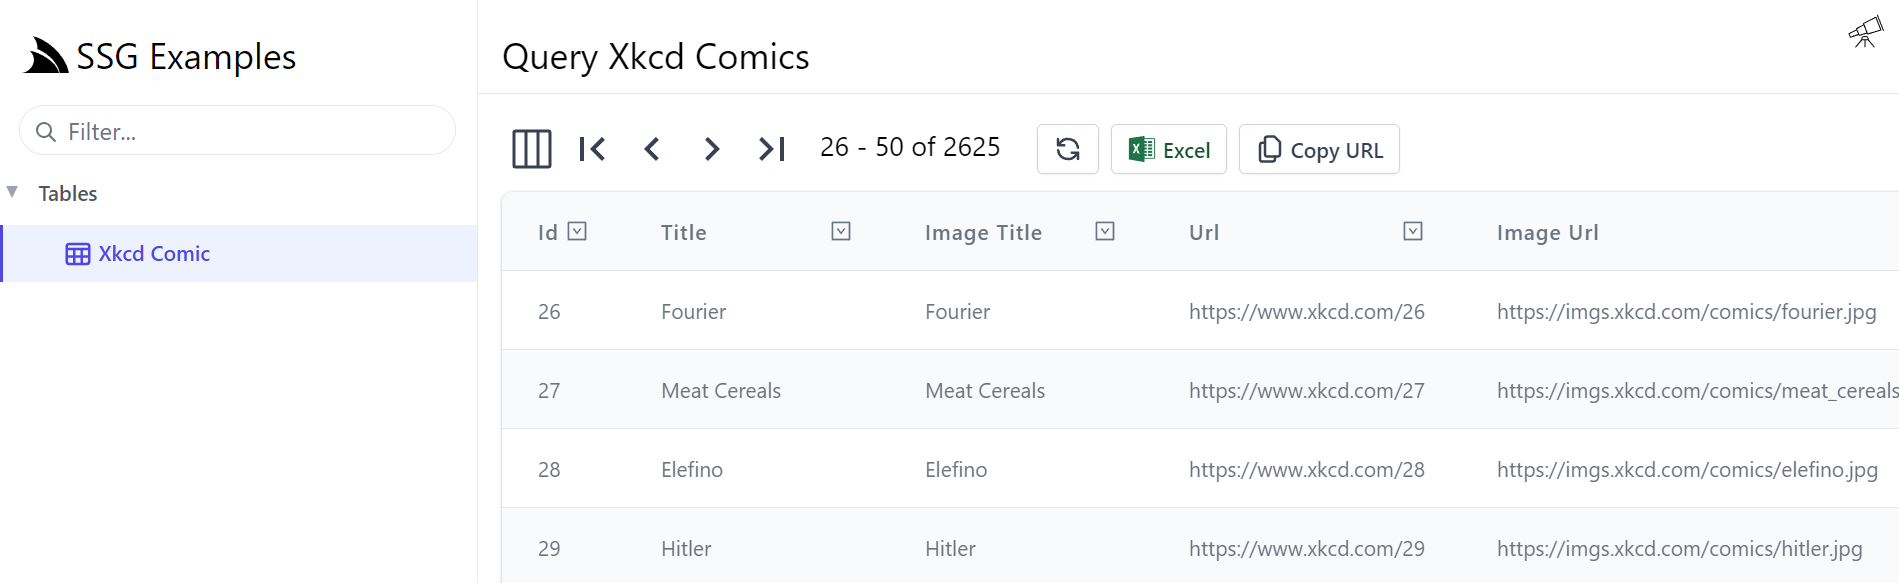 SSG Examples
Filter...
Tables
Xkcd Comic
Query Xkcd Comics
26 - 50 of 2625
Excel
Copy URL
Id Title Image Title Url Image Url
26 Fourier Fourier https://www.xkcd.com/26 https://imgs.xkcd.com/comics/fourier.jpg
27 Meat Cereals Meat Cereals https://www.xkcd.com/27 https://imgs.xkcd.com/comics/meat_cereals
28 Elefino Elefino https://www.xkcd.com/28 https://imgs.xkcd.com/comics/elefino.jpg
29 Hitler Hitler https://www.xkcd.com/29 https://imgs.xkcd.com/comics/hitler.jpg